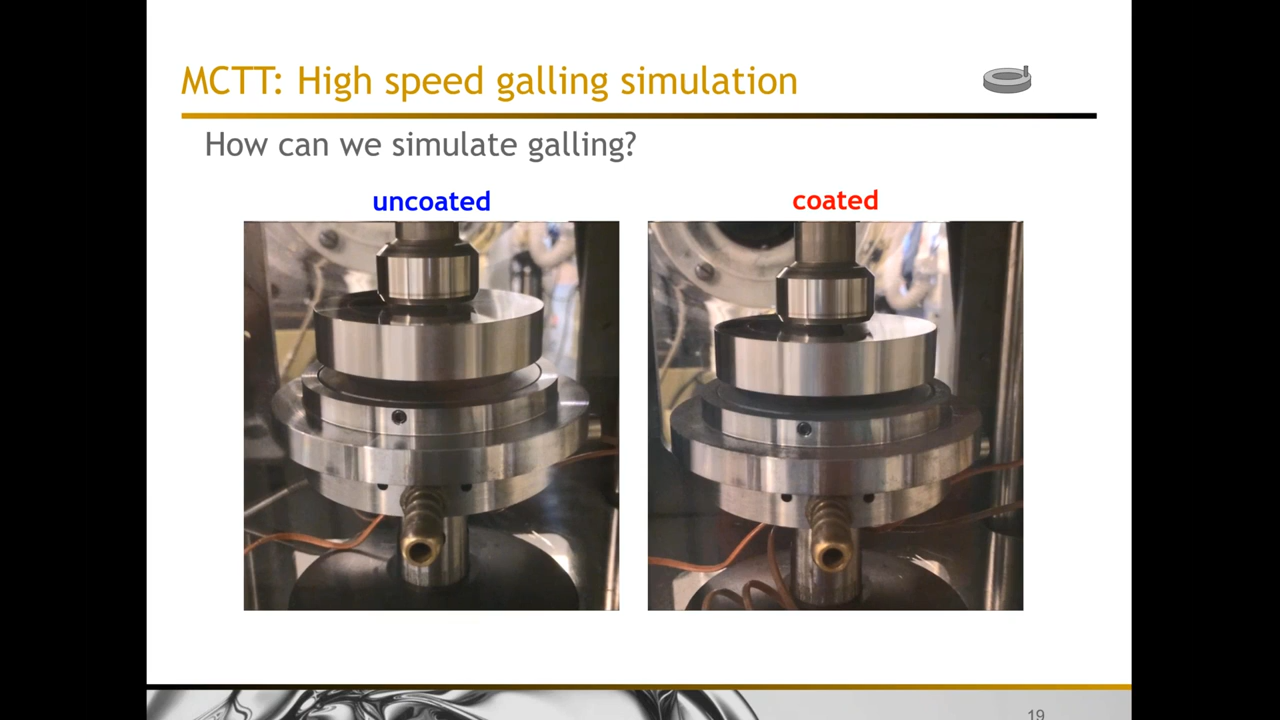 MCTT: High speed galling simulation
How can we simulate galling?
uncoated
coated
19